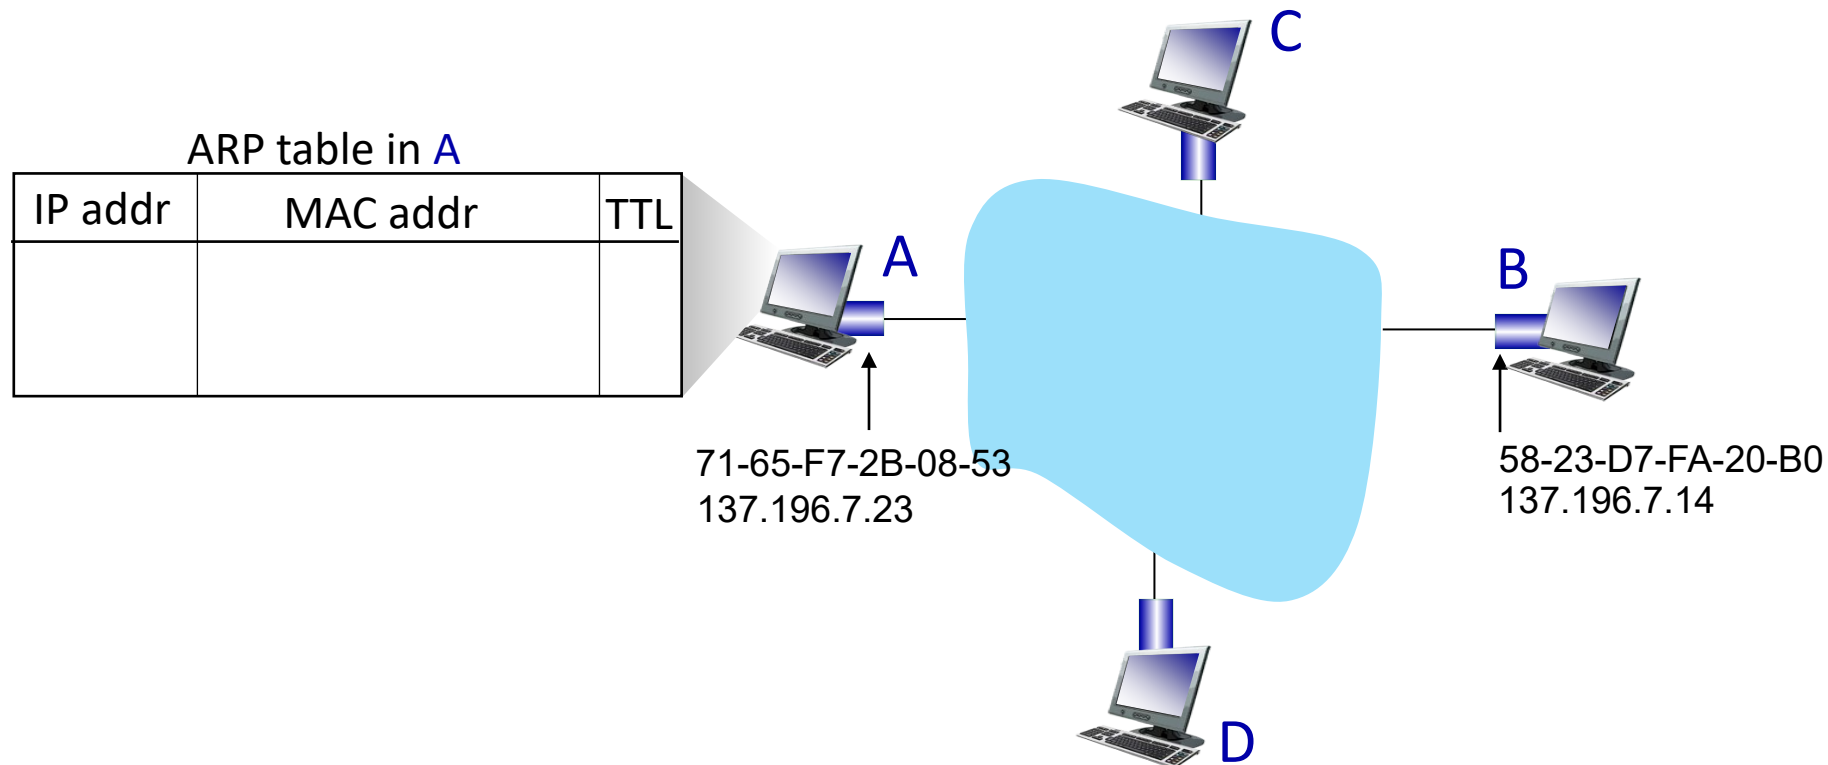 C
ARP table in A
IP addr MAC addr TTL
A
B
71-65-F7-2B-08-53
137.196.7.23
58-23-D7-FA-20-B0
137.196.7.14
D